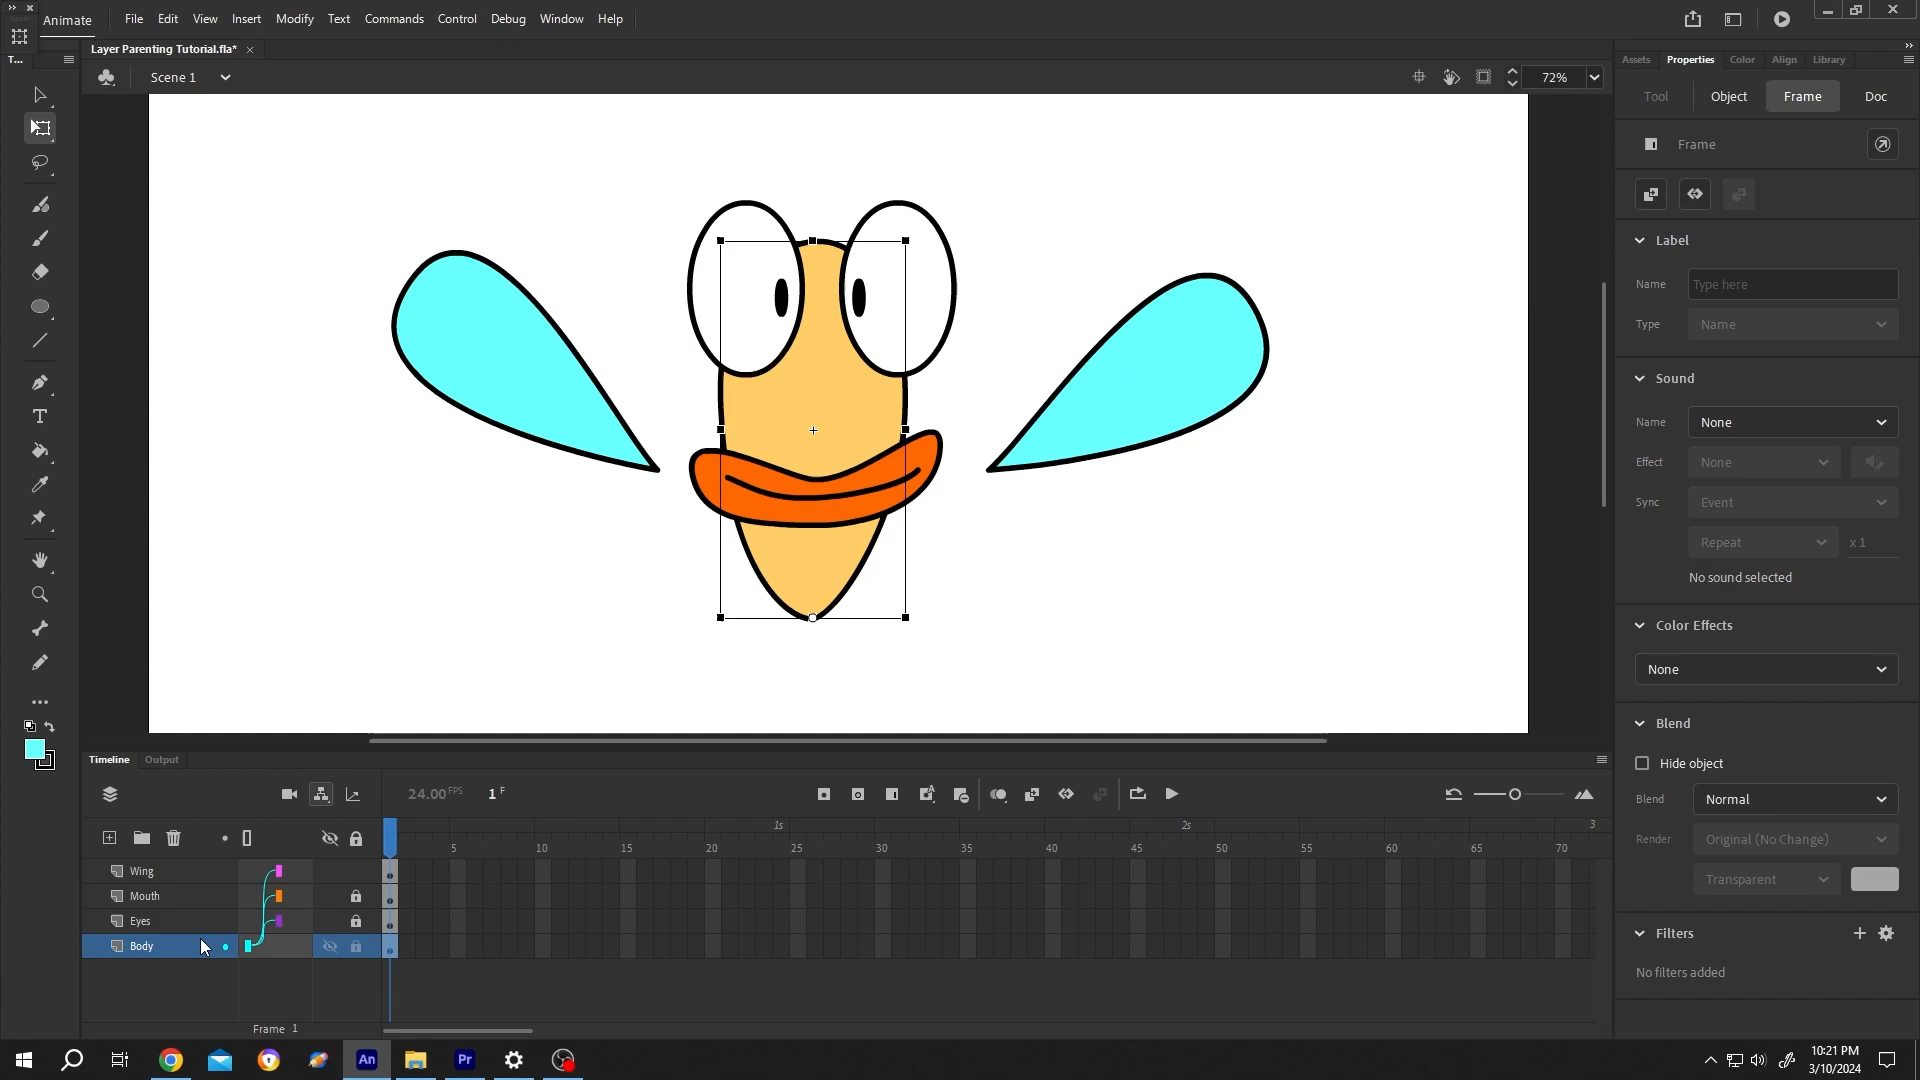 Animate
File Edit View Insert Modify Text Commands Control Debug Window Help
Layer Parenting Tutorial.fla*
T...
Scene 1
72%
Assets Properties Color Align Library
Tool Object Frame Doc
Frame
Label
Name Type here
Type Name
Sound
Name None
Effect None
Sync Event
Repeat x 1
No sound selected
Color Effects
None
Blend
Hide object
Blend Normal
Render Original (No Change)
Transparent
Filters
No filters added
Timeline Output
24.00 FPS 1 F
1s 2s 3
5 10 15 20 25 30 35 40 45 50 55 60 65 70
Wing
Mouth
Eyes
Body
Frame 1
An Pr
10:21 PM
3/10/2024